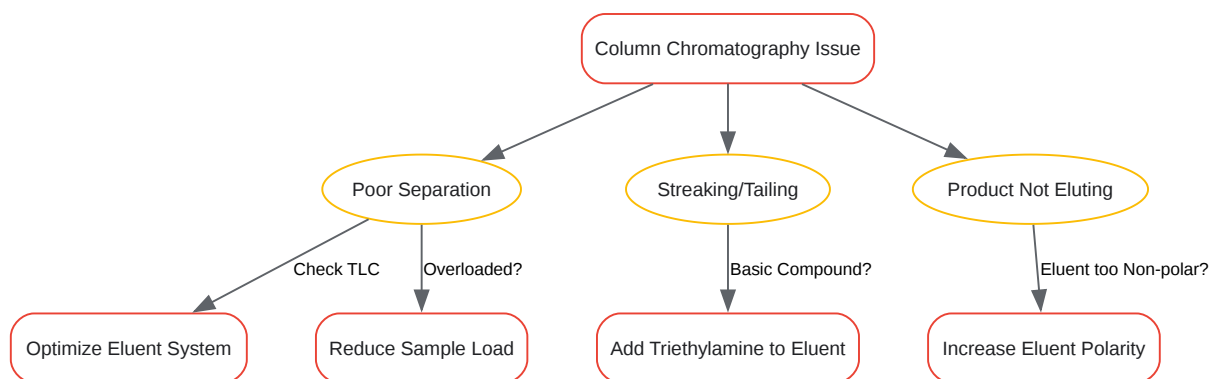 Column Chromatography Issue
Poor Separation
Streaking/Tailing
Product Not Eluting
Check TLC
Overloaded?
Basic Compound?
Eluent too Non-polar?
Optimize Eluent System
Reduce Sample Load
Add Triethylamine to Eluent
Increase Eluent Polarity